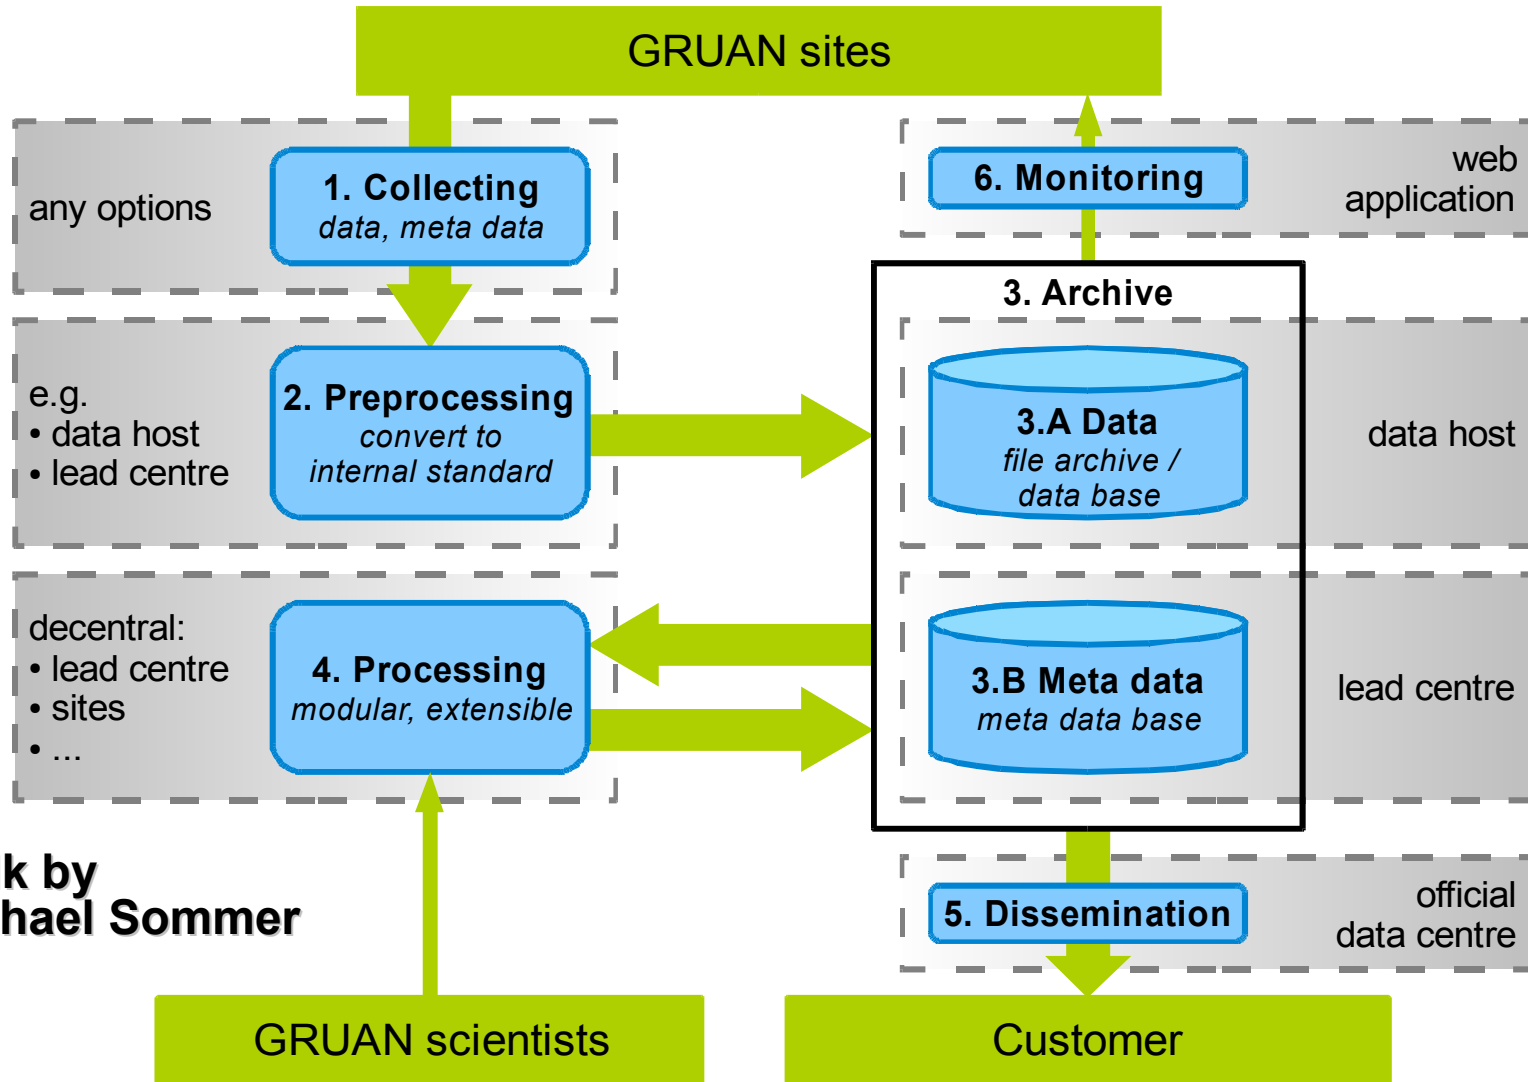 GRUAN sites
any options
1. Collecting
data, meta data
6. Monitoring
web
application
3. Archive
e.g.
• data host
• lead centre
2. Preprocessing
convert to
internal standard
3.A Data
file archive /
data base
data host
decentral:
• lead centre
• sites
• ...
4. Processing
modular, extensible
3.B Meta data
meta data base
lead centre
k by
hael Sommer
5. Dissemination
official
data centre
GRUAN scientists
Customer